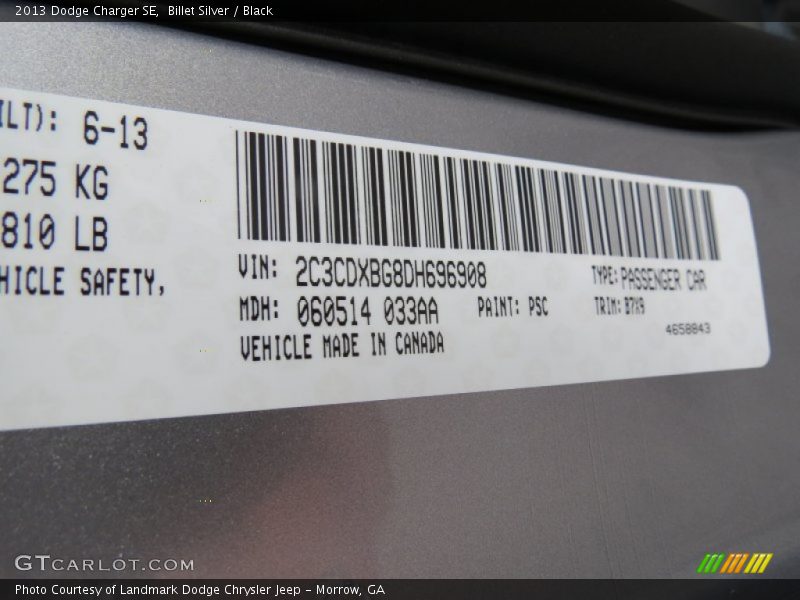 2013 Dodge Charger SE, Billet Silver / Black
ILT): 6-13
275 KG
810 LB
HICLE SAFETY,
VIN: 2C3CDXBG8DH696908
TYPE: PASSENGER CAR
MDH: 060514 033AA PAINT: PSC TRIM: B7X9
VEHICLE MADE IN CANADA
4658843
GTCARLOT.COM
Photo Courtesy of Landmark Dodge Chrysler Jeep – Morrow, GA